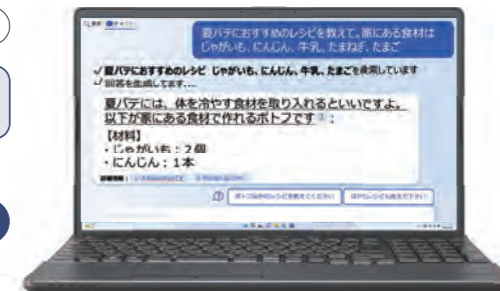 夏バテにおすすめのレシピを教えて。家にある食材は
じゃがいも、にんじん、牛乳、たまねぎ、たまご
✓夏バテにおすすめのレシピ じゃがいも、にんじん、牛乳、たまごを検索しています
✓回答を生成してます...
夏バテには、体を冷やす食材を取り入れるといいですよ。
以下が家にある食材で作れるポトフです：
【材料】
・じゃがいも：2個
・にんじん：1本
詳細情報：